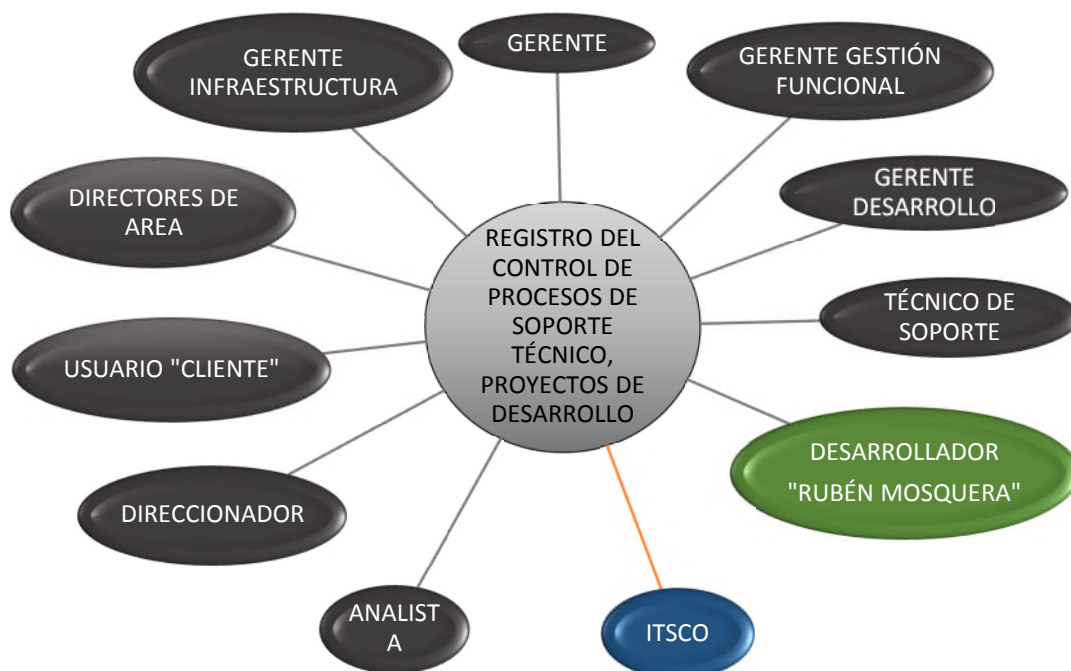 GERENTE
INFRAESTRUCTURA
GERENTE
GERENTE GESTIÓN
FUNCIONAL
DIRECTORES DE
AREA
GERENTE
DESARROLLO
REGISTRO DEL
CONTROL DE
PROCESOS DE
SOPORTE
TÉCNICO,
PROYECTOS DE
DESARROLLO
TÉCNICO DE
SOPORTE
USUARIO "CLIENTE"
DESARROLLADOR
"RUBÉN MOSQUERA"
DIRECCIONADOR
ANALIST
A
ITSCO